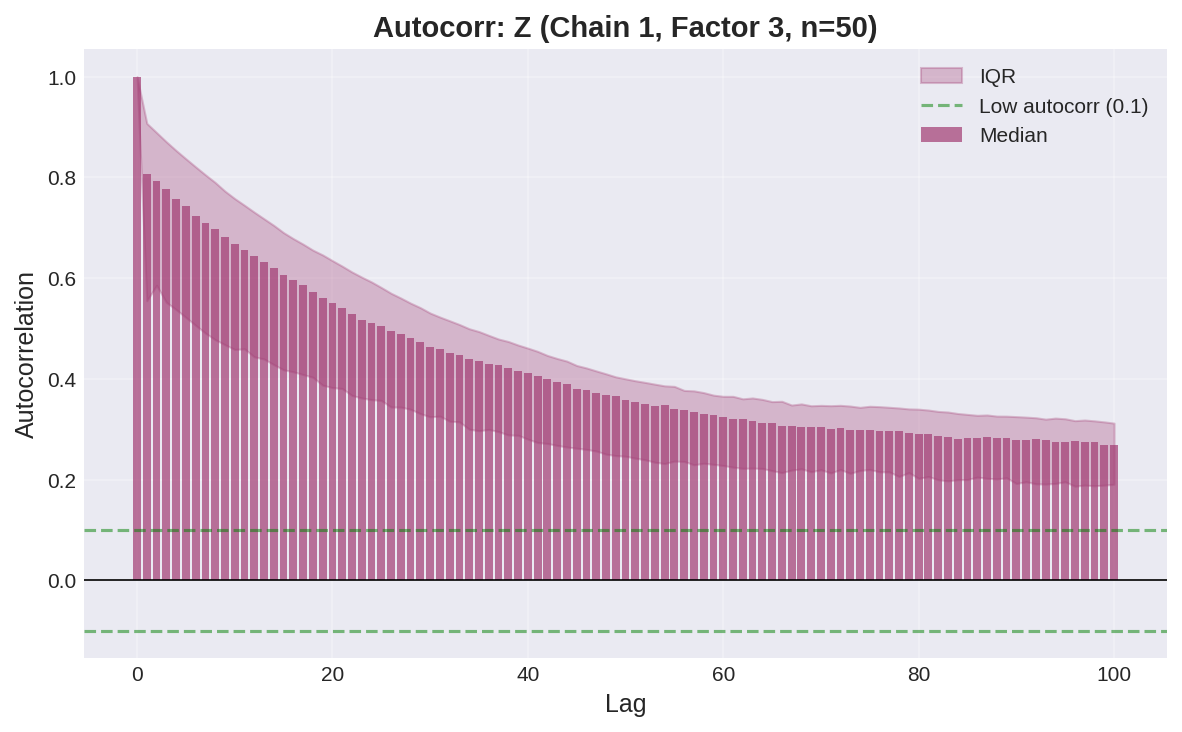 Autocorr: Z (Chain 1, Factor 3, n=50)
IQR
Low autocorr (0.1)
Median
Autocorrelation
1.0
0.8
0.6
0.4
0.2
0.0
0
20
40
60
80
100
Lag